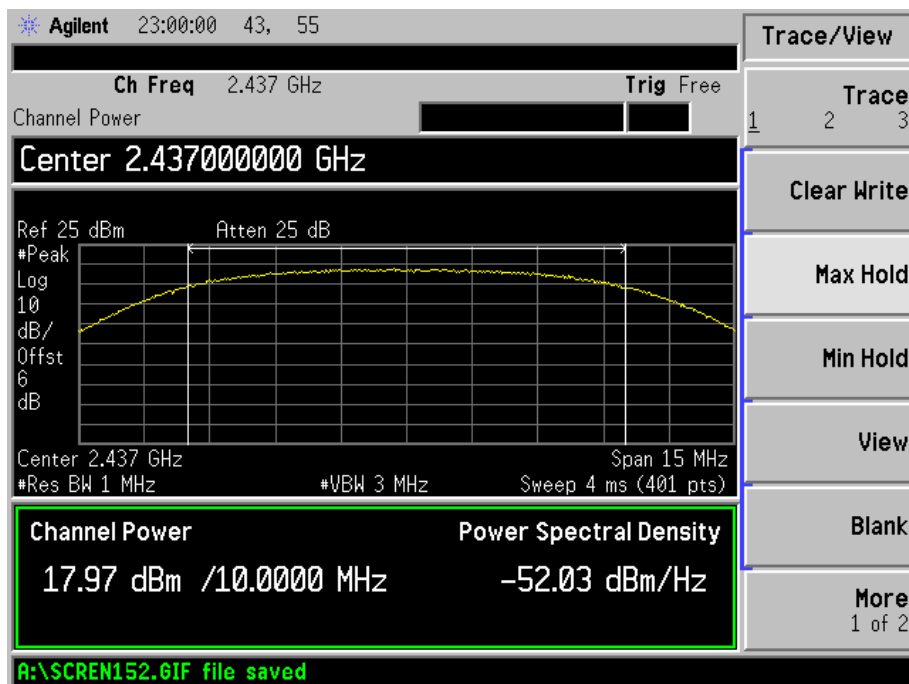 Agilent 23:00:00 43, 55
Ch Freq 2.437 GHz Trig Free
Channel Power
Center 2.437000000 GHz
Ref 25 dBm Atten 25 dB
#Peak
Log
10
dB/
Offst
6
dB
Center 2.437 GHz Span 15 MHz
#Res BW 1 MHz #VBW 3 MHz Sweep 4 ms (401 pts)
Channel Power Power Spectral Density
17.97 dBm /10.0000 MHz -52.03 dBm/Hz
A:\SCREN152.GIF file saved
Trace/View
Trace
1 2 3
Clear Write
Max Hold
Min Hold
View
Blank
More
1 of 2